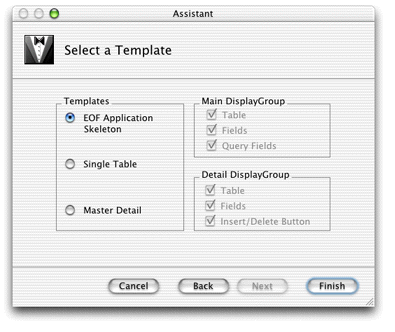 Assistant
Select a Template
Templates
EOF Application
Skeleton
Single Table
Master Detail
Main DisplayGroup
Table
Fields
Query Fields
Detail DisplayGroup
Table
Fields
Insert/Delete Button
Cancel
Back
Next
Finish